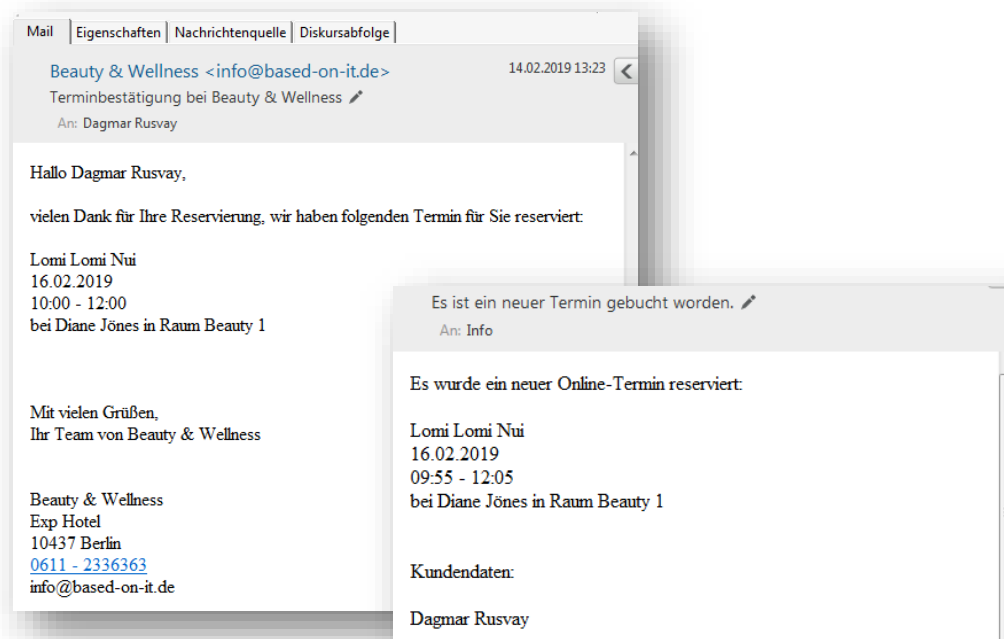 Mail
Eigenschaften
Nachrichtenquelle
Diskursabfolge
Beauty & Wellness <info@based-on-it.de>
14.02.2019 13:23
Terminbestätigung bei Beauty & Wellness
An: Dagmar Rusvay
Hallo Dagmar Rusvay,
vielen Dank für Ihre Reservierung, wir haben folgenden Termin für Sie reserviert:
Lomi Lomi Nui
16.02.2019
10:00 - 12:00
bei Diane Jönes in Raum Beauty 1
Mit vielen Grüßen,
Ihr Team von Beauty & Wellness
Beauty & Wellness
Exp Hotel
10437 Berlin
0611 - 2336363
info@based-on-it.de
Es ist ein neuer Termin gebucht worden.
An: Info
Es wurde ein neuer Online-Termin reserviert:
Lomi Lomi Nui
16.02.2019
09:55 - 12:05
bei Diane Jönes in Raum Beauty 1
Kundendaten:
Dagmar Rusvay